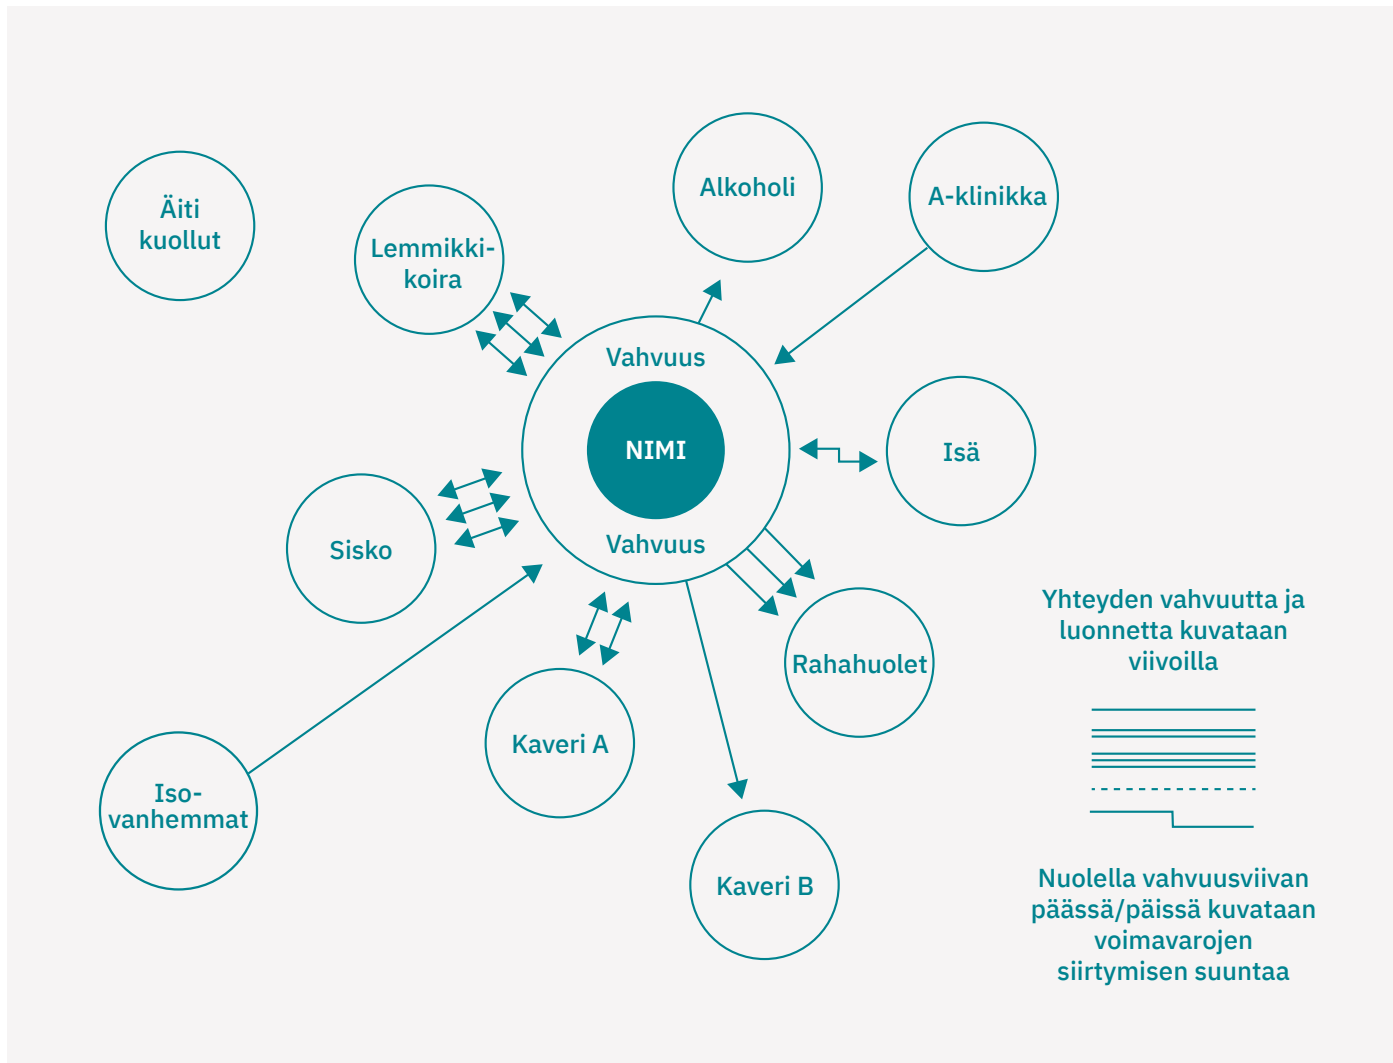 Äiti
kuollut
Lemmikki-
koira
Alkoholi
A-klinikka
Vahvuus
NIMI
Vahvuus
Isä
Sisko
Rahahuolet
Kaveri A
Iso-
vanhemmat
Kaveri B
Yhteyden vahvuutta ja
luonnetta kuvataan
viivoilla
Nuolella vahvuusviivan
päässä/päissä kuvataan
voimavarojen
siirtymisen suuntaa